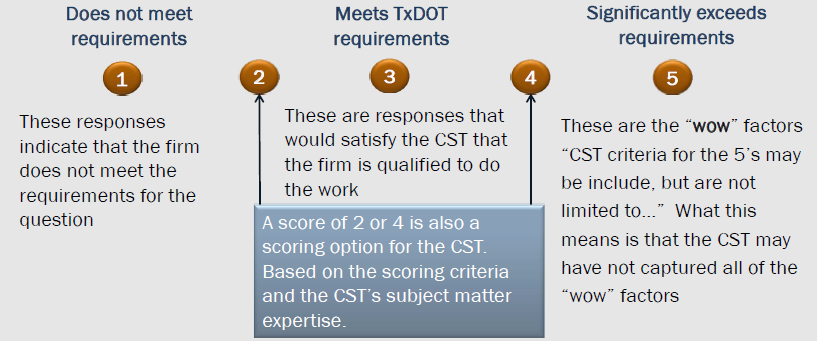 Does not meet
requirements
Meets TxDOT
requirements
Significantly exceeds
requirements
1
2
3
4
5
These responses
indicate that the firm
does not meet the
requirements for the
question
These are responses that
would satisfy the CST that
the firm is qualified to do
the work
A score of 2 or 4 is also a
scoring option for the CST.
Based on the scoring criteria
and the CST's subject matter
expertise.
These are the “wow” factors
“CST criteria for the 5's may
be include, but are not
limited to...” What this
means is that the CST may
have not captured all of the
“wow” factors